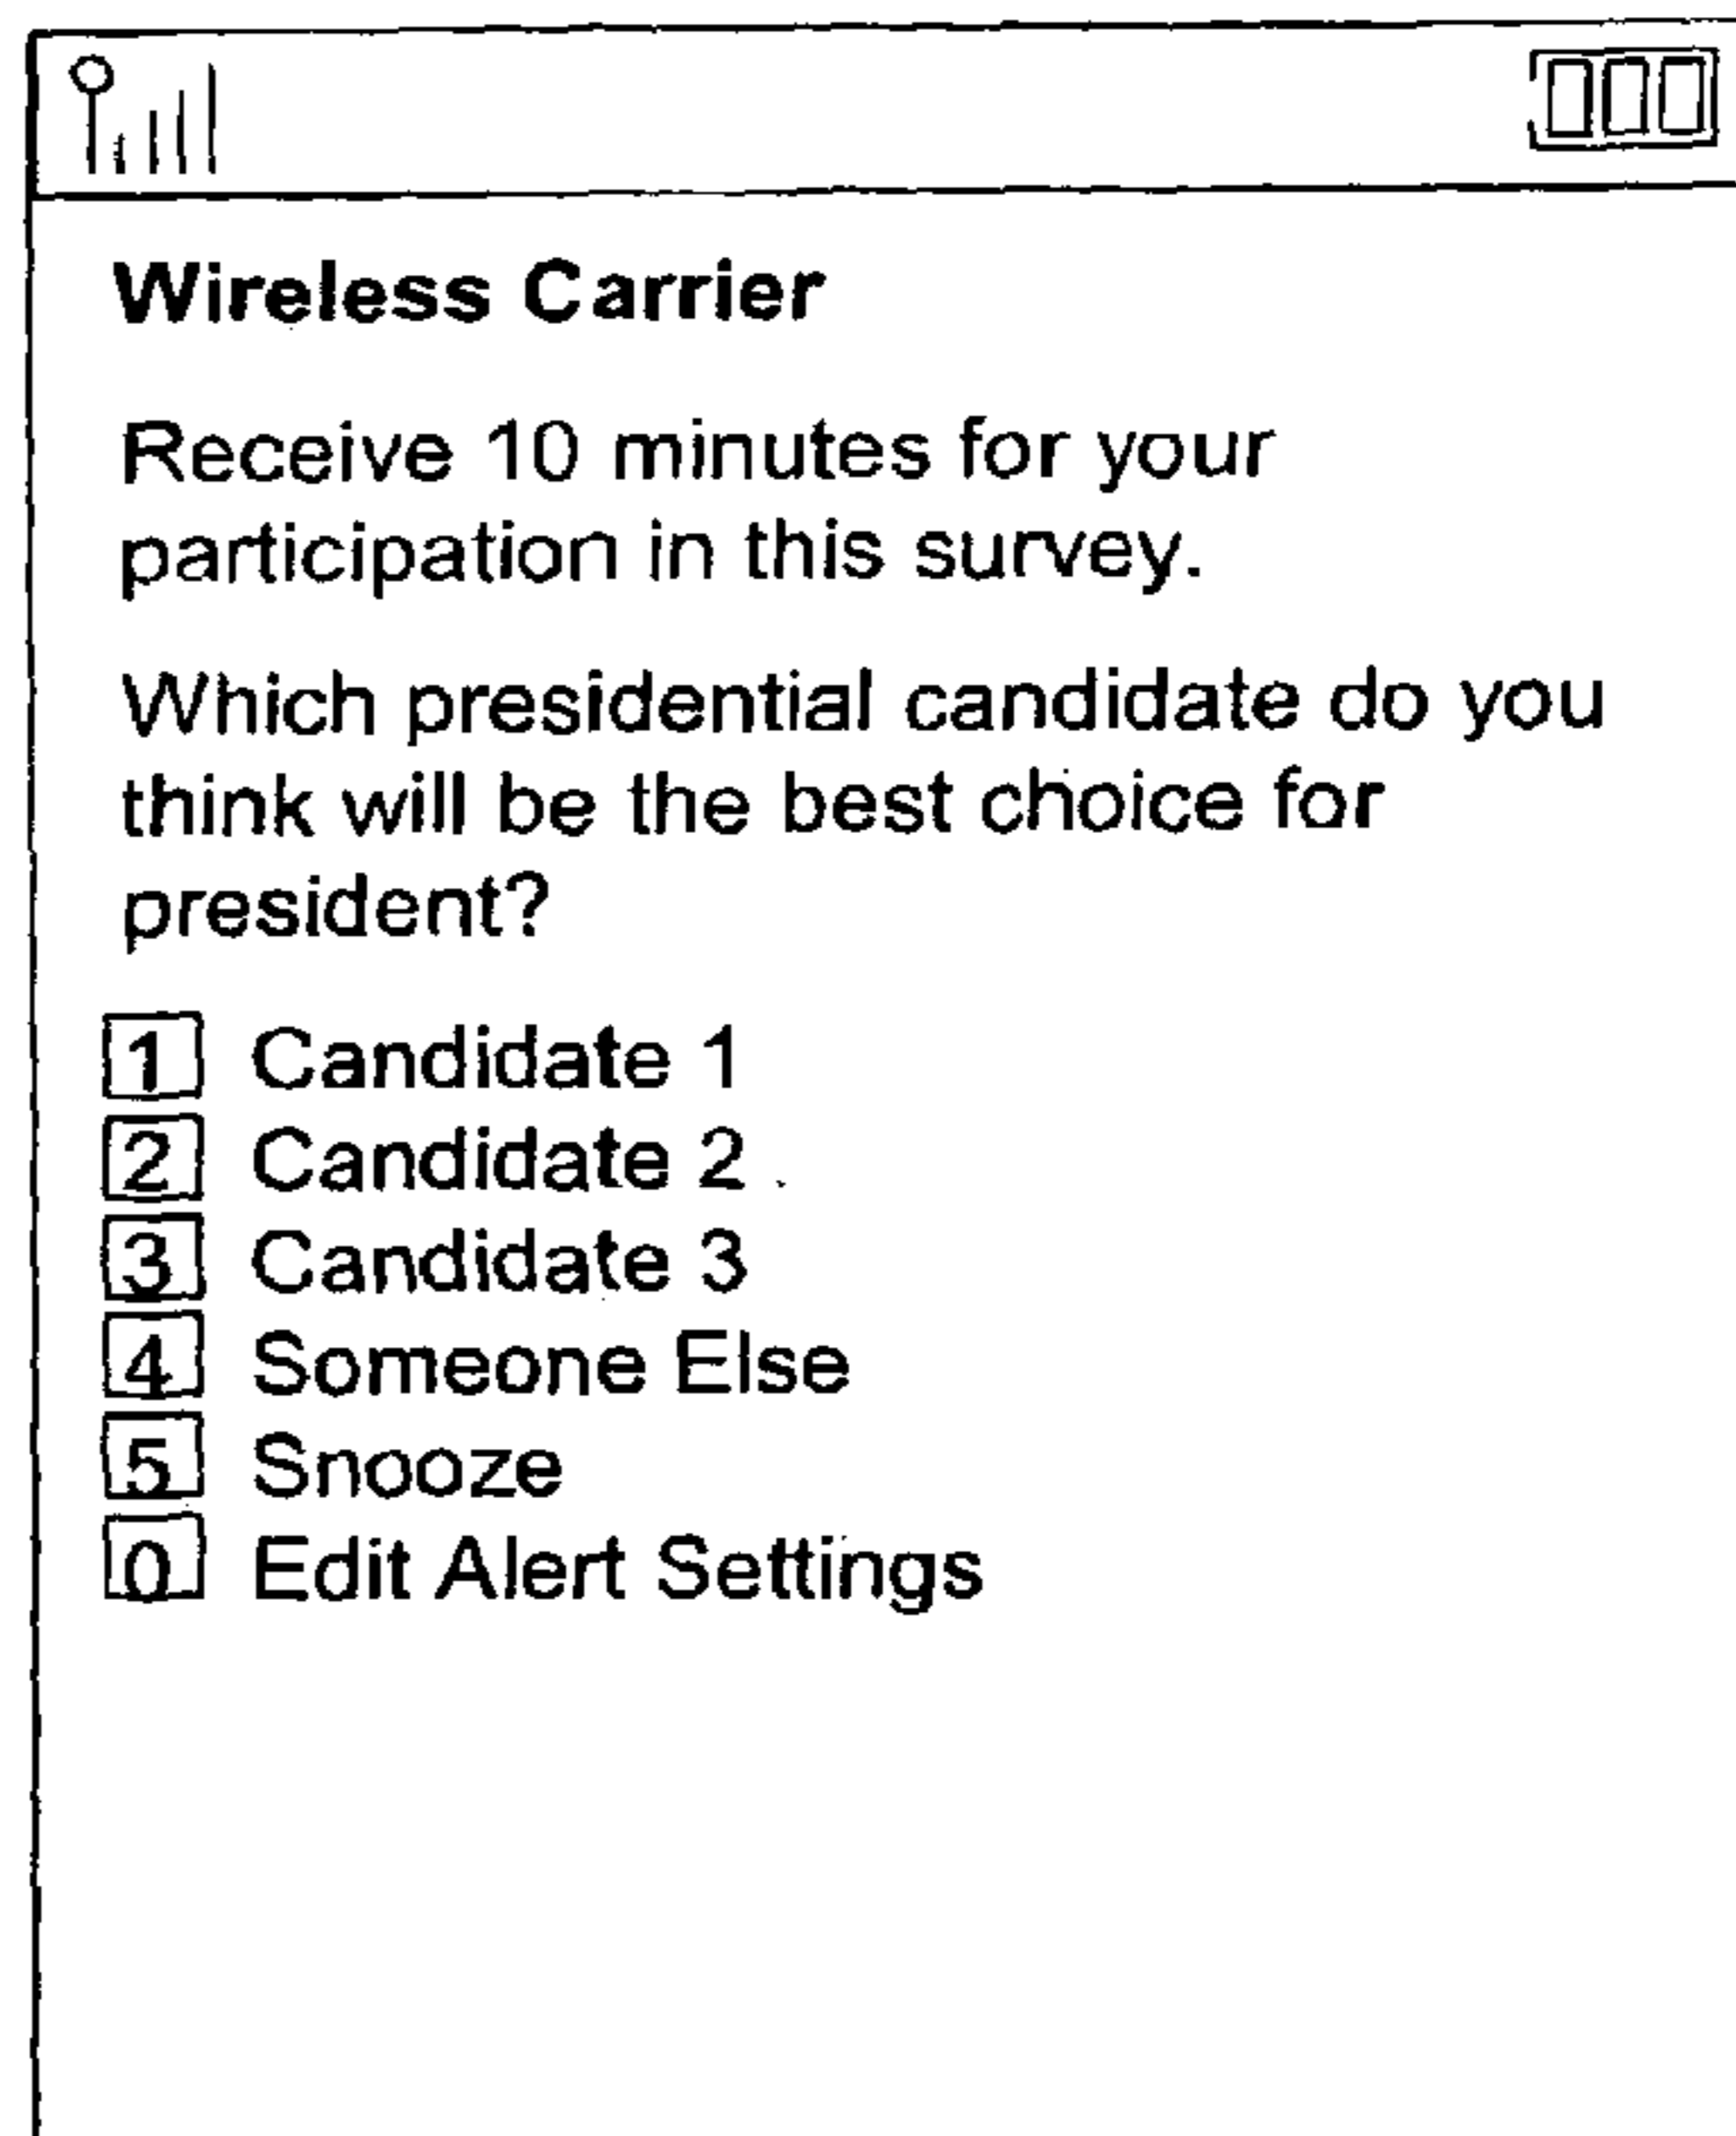 Wireless Carrier
Receive 10 minutes for your
participation in this survey.
Which presidential candidate do you
think will be the best choice for
president?
1 Candidate 1
2 Candidate 2
3 Candidate 3
4 Someone Else
5 Snooze
0 Edit Alert Settings